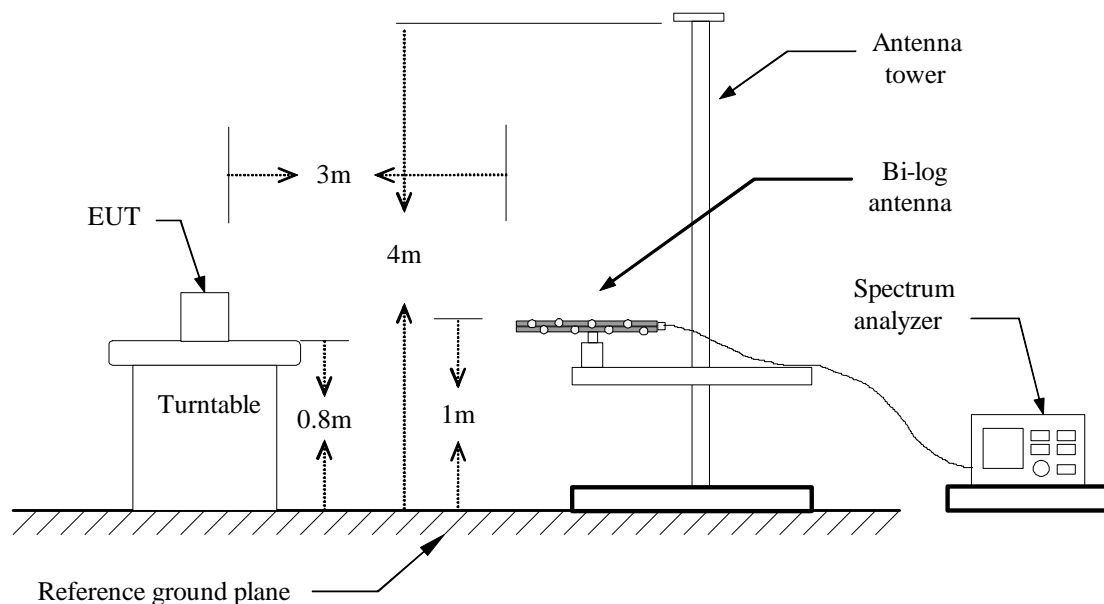 Antenna
tower
3m
Bi-log
antenna
EUT
4m
Spectrum
analyzer
Turntable
0.8m
1m
Reference ground plane